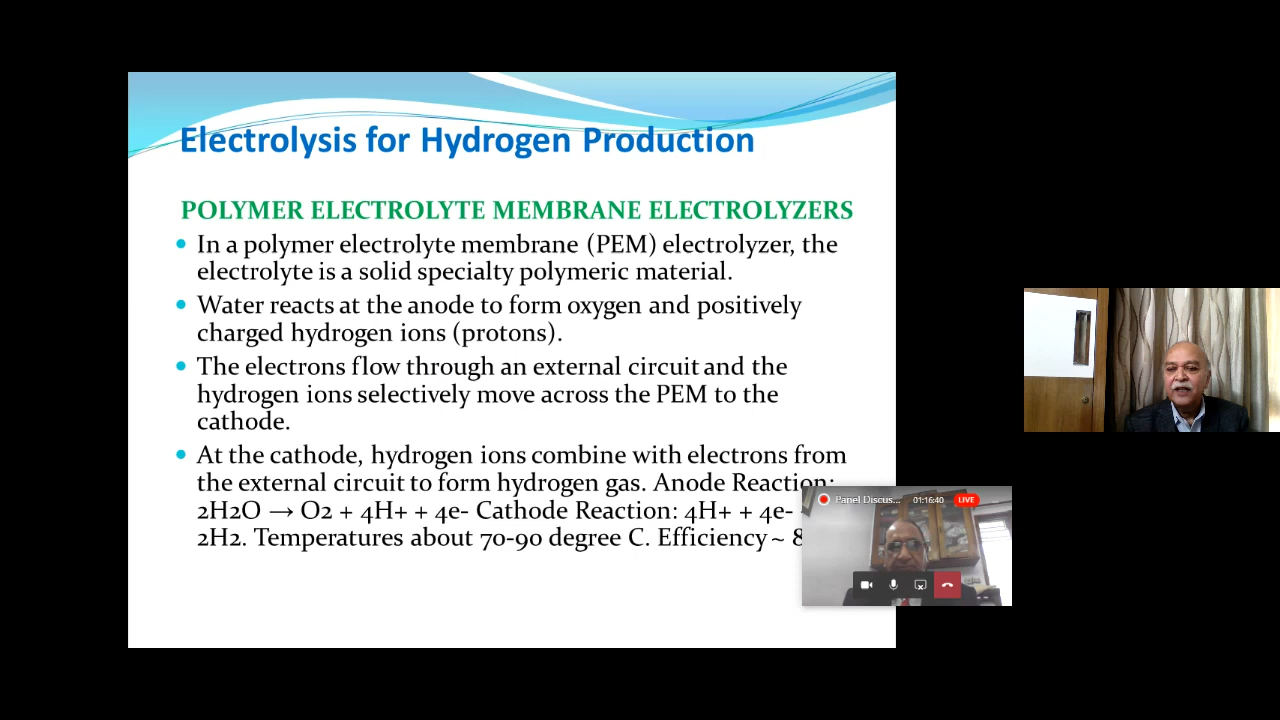 Electrolysis for Hydrogen Production
POLYMER ELECTROLYTE MEMBRANE ELECTROLYZERS
• In a polymer electrolyte membrane (PEM) electrolyzer, the
electrolyte is a solid specialty polymeric material.
• Water reacts at the anode to form oxygen and positively
charged hydrogen ions (protons).
• The electrons flow through an external circuit and the
hydrogen ions selectively move across the PEM to the
cathode.
• At the cathode, hydrogen ions combine with electrons from
the external circuit to form hydrogen gas. Anode Reaction:
2H2O → O2 + 4H+ + 4e- Cathode Reaction: 4H+ + 4e-
2H2. Temperatures about 70-90 degree C. Efficiency ~ 8
Panel Discus... 01:16:40 LIVE